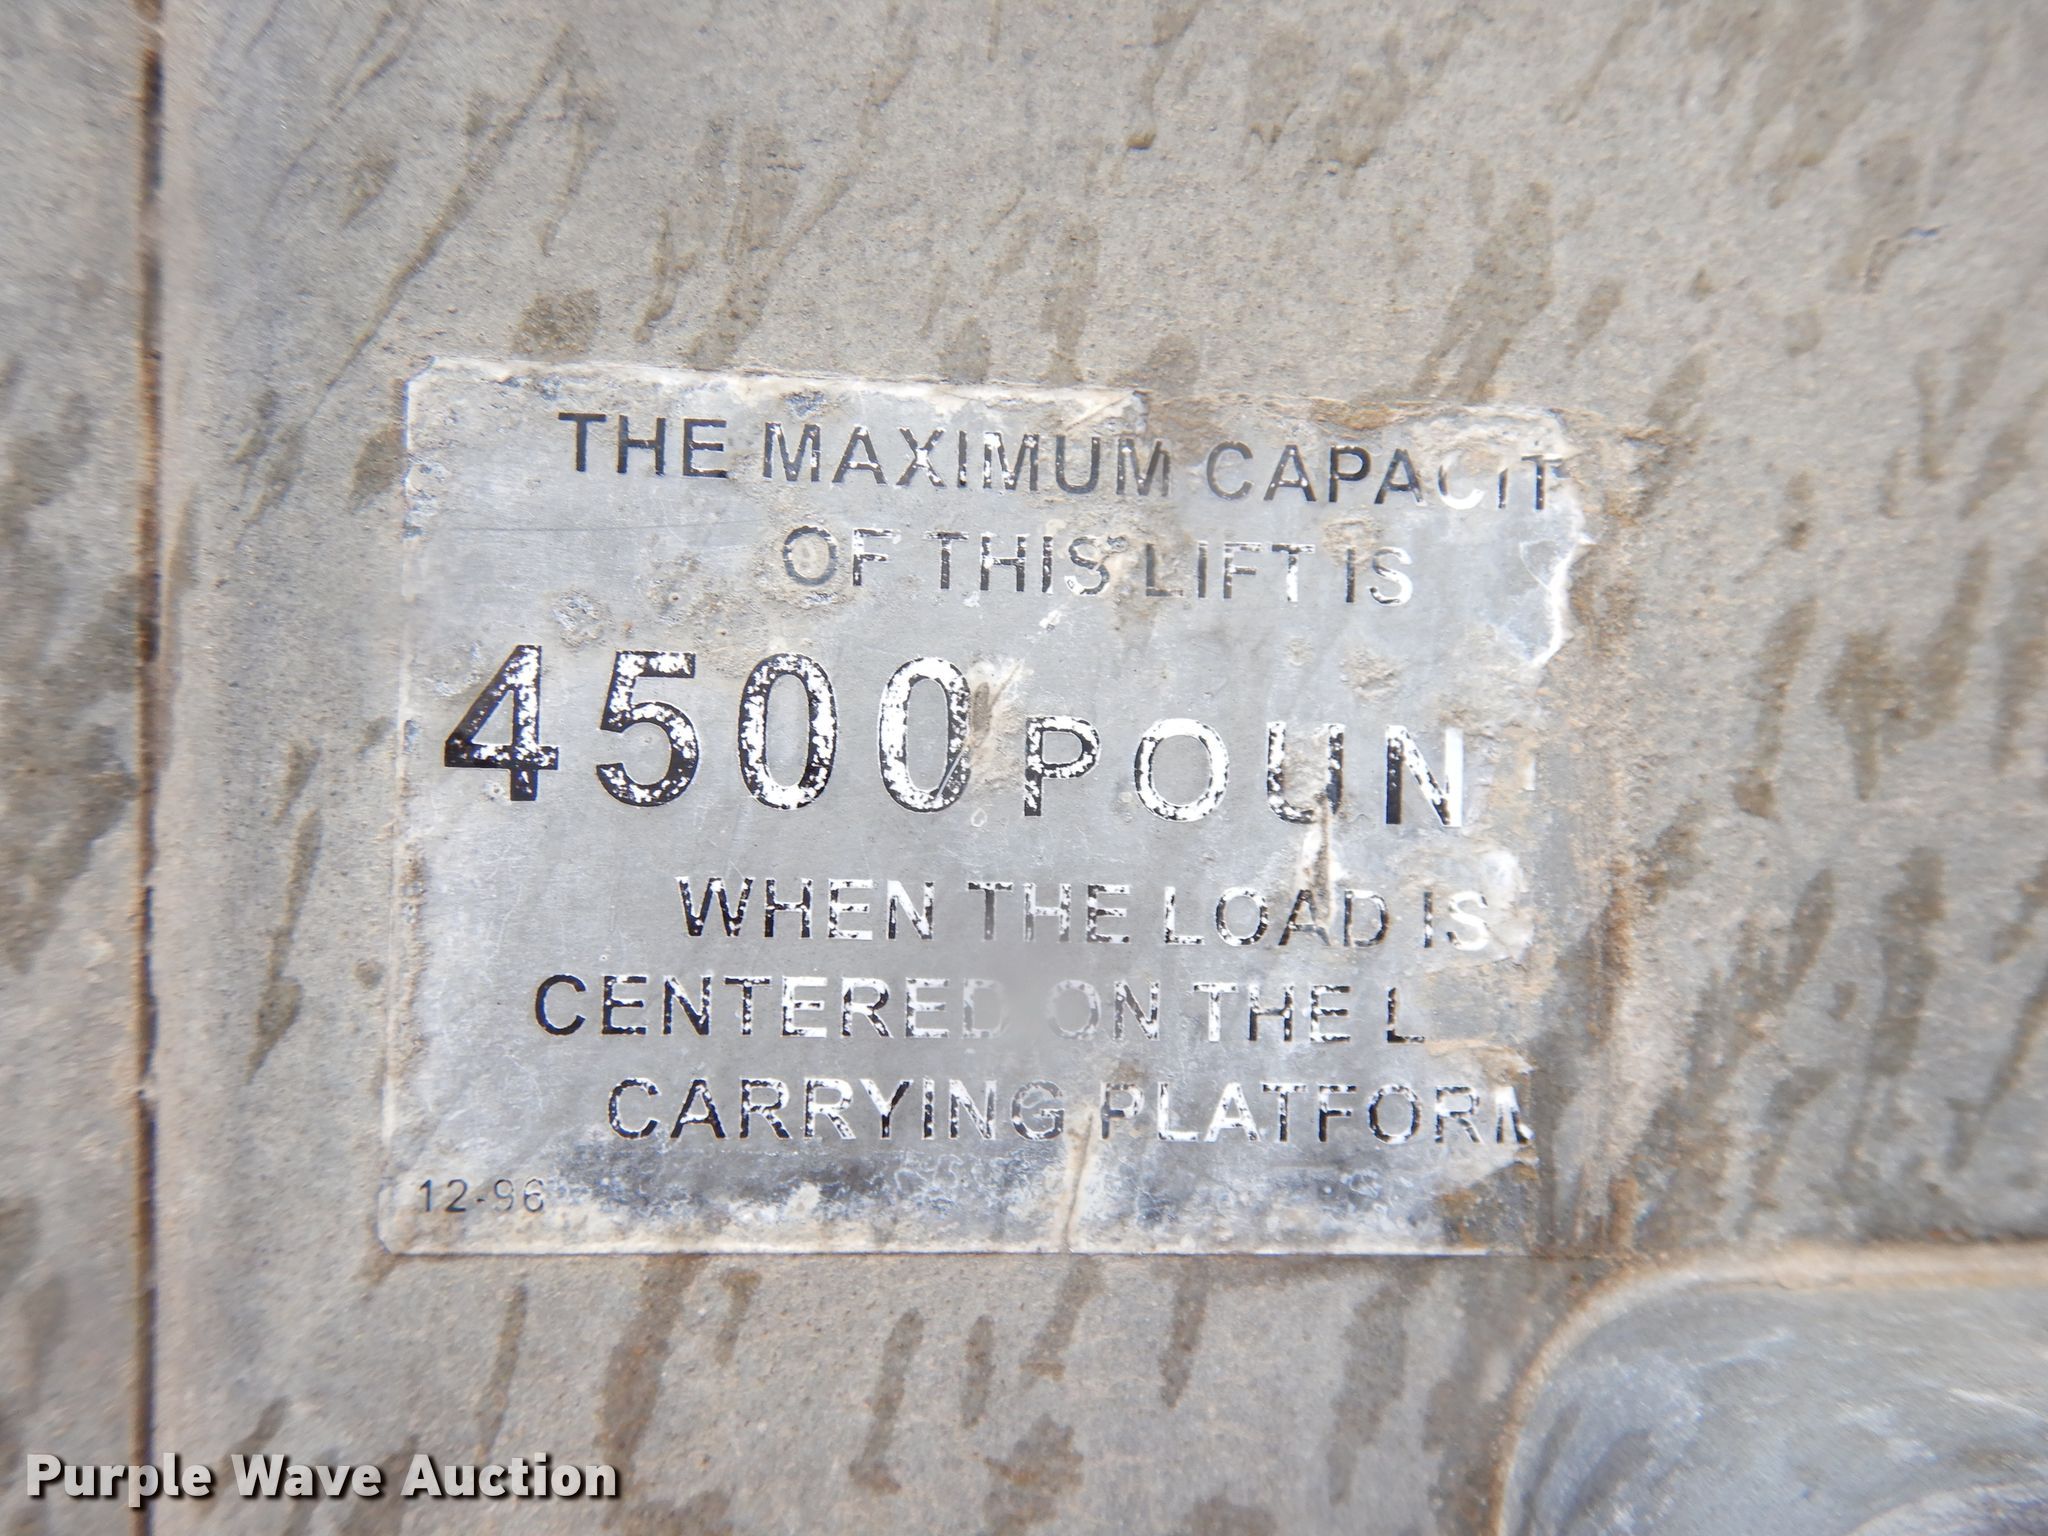 THE MAXIMUM CAPACIT
OF THIS LIFT IS
4500 POUN
WHEN THE LOAD IS
CENTERED ON THE L
CARRYING PLATFORM
12-96
Purple Wave Auction